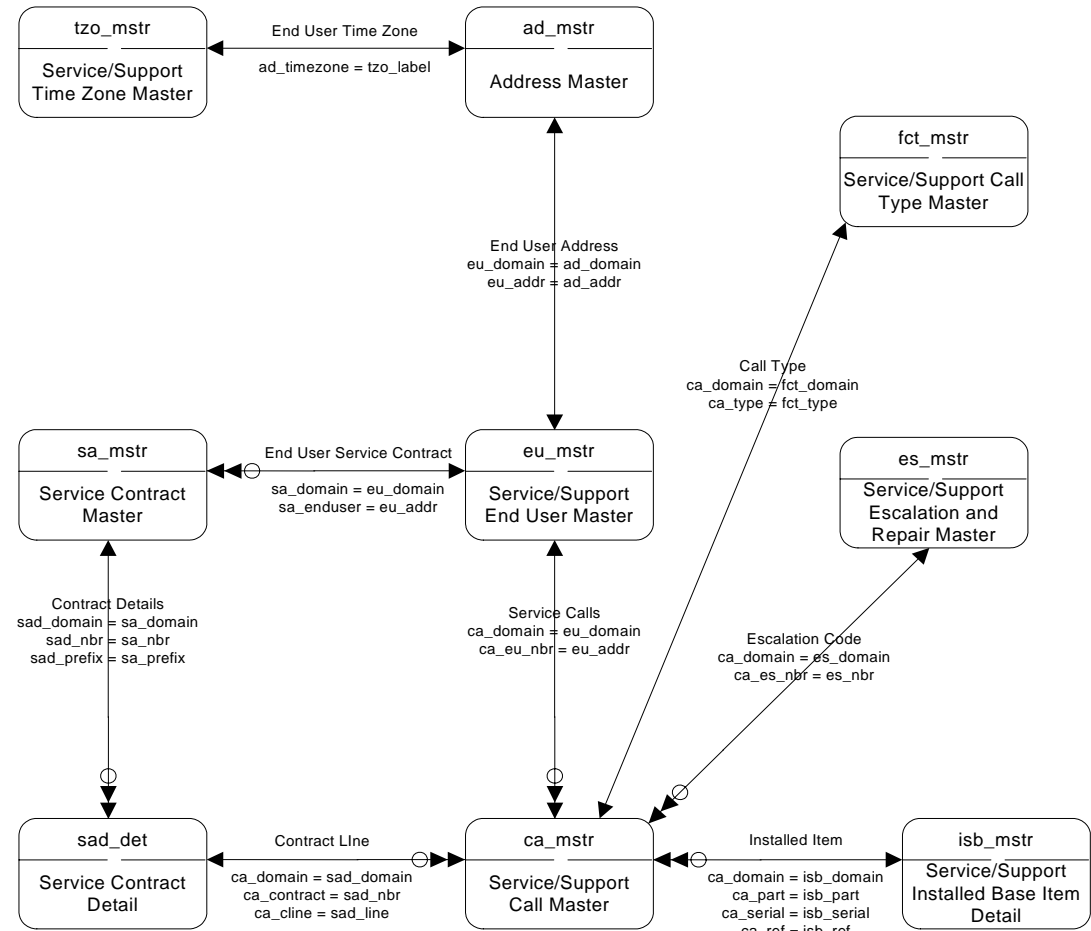 tzo_mstr
Service/Support
Time Zone Master
End User Time Zone
ad_timezone = tzo_label
ad_mstr
Address Master
fct_mstr
Service/Support Call
Type Master
End User Address
eu_domain = ad_domain
eu_addr = ad_addr
Call Type
ca_domain = fct_domain
ca_type = fct_type
sa_mstr
Service Contract
Master
End User Service Contract
sa_domain = eu_domain
sa_enduser = eu_addr
eu_mstr
Service/Support
End User Master
es_mstr
Service/Support
Escalation and
Repair Master
Contract Details
sad_domain = sa_domain
sad_nbr = sa_nbr
sad_prefix = sa_prefix
Service Calls
ca_domain = eu_domain
ca_eu_nbr = eu_addr
Escalation Code
ca_domain = es_domain
ca_es_nbr = es_nbr
sad_det
Service Contract
Detail
Contract LIne
ca_domain = sad_domain
ca_contract = sad_nbr
ca_cline = sad_line
ca_mstr
Service/Support
Call Master
Installed Item
ca_domain = isb_domain
ca_part = isb_part
ca_serial = isb_serial
ca_ref = isb_ref
isb_mstr
Service/Support
Installed Base Item
Detail